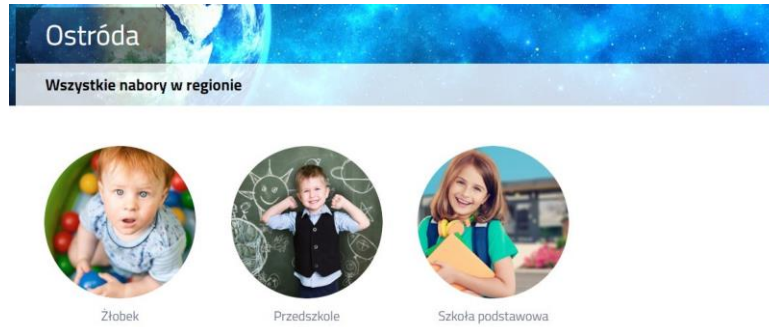 Ostróda
Wszystkie nabory w regionie
Żłobek
Przedszkole
Szkoła podstawowa